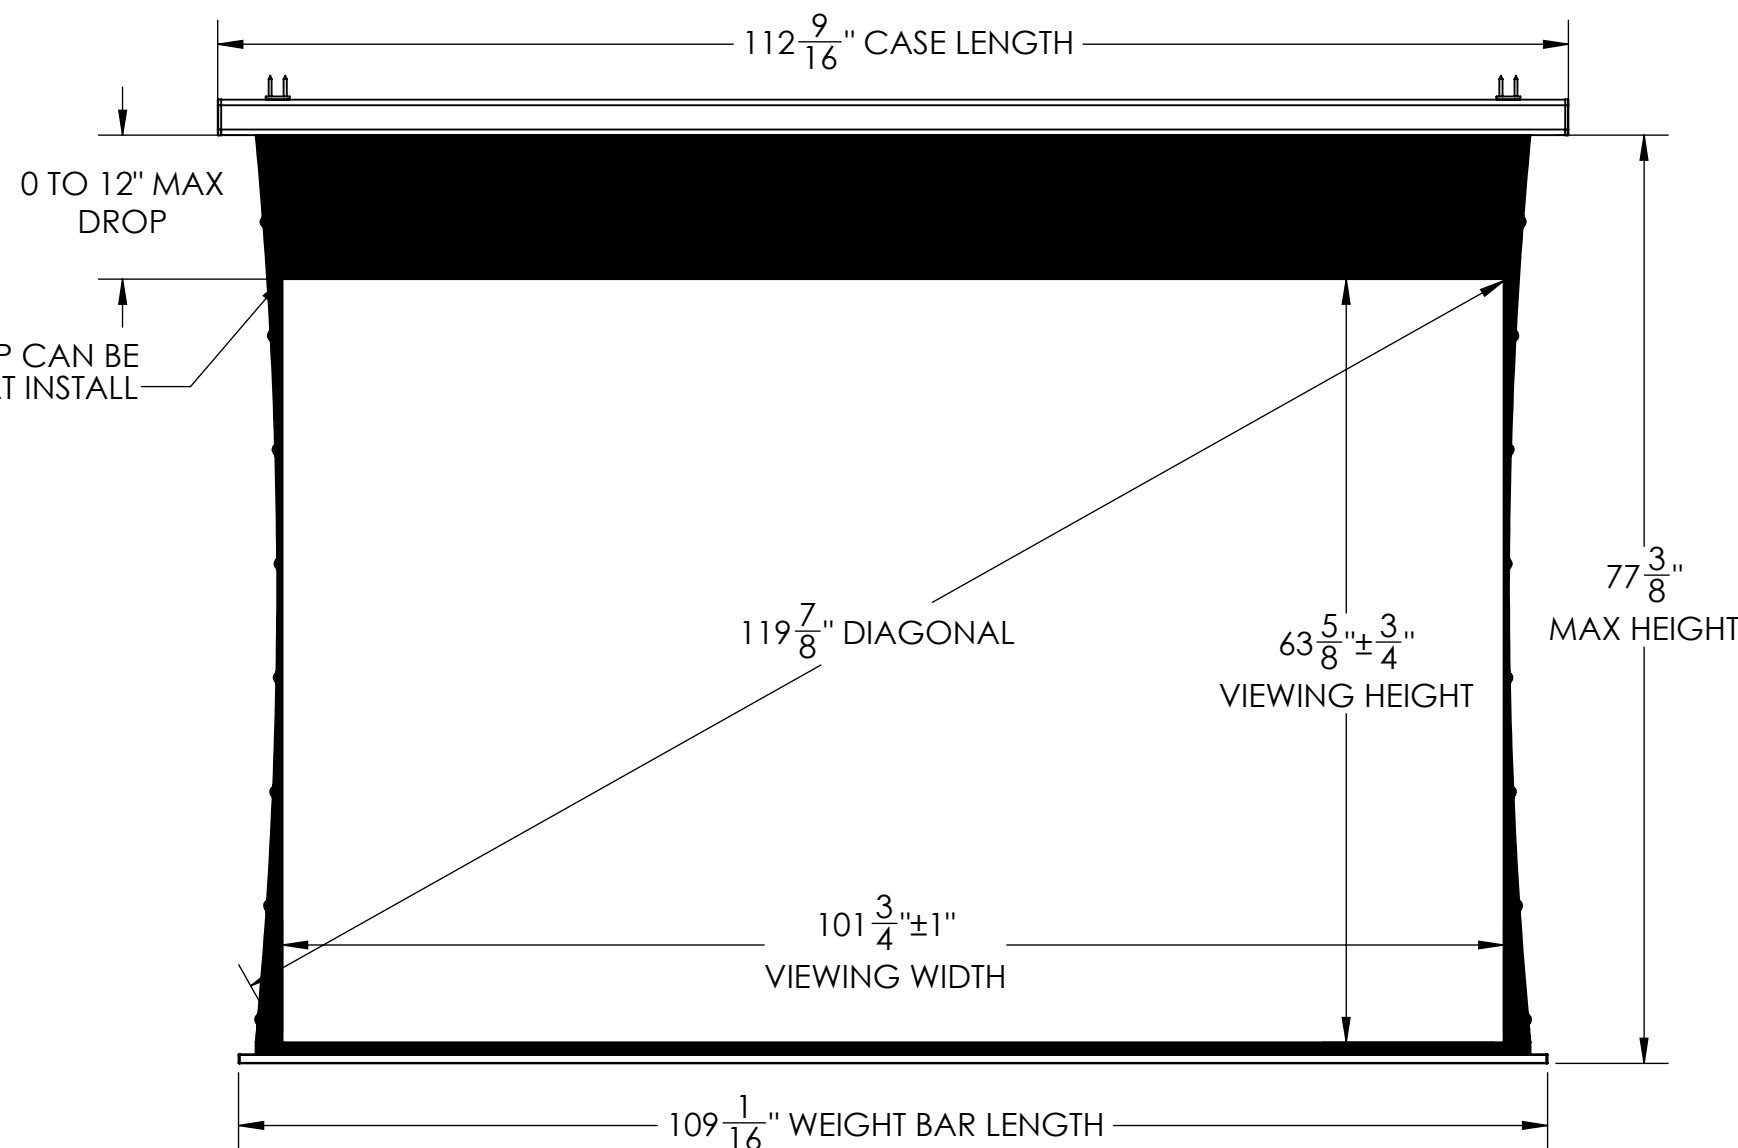 112 9/16" CASE LENGTH
0 TO 12" MAX
DROP
CAN BE
INSTALL
77 3/8"
MAX HEIGHT
119 7/8" DIAGONAL
63 5/8"±3/4"
VIEWING HEIGHT
101 3/4"±1"
VIEWING WIDTH
109 1/16" WEIGHT BAR LENGTH